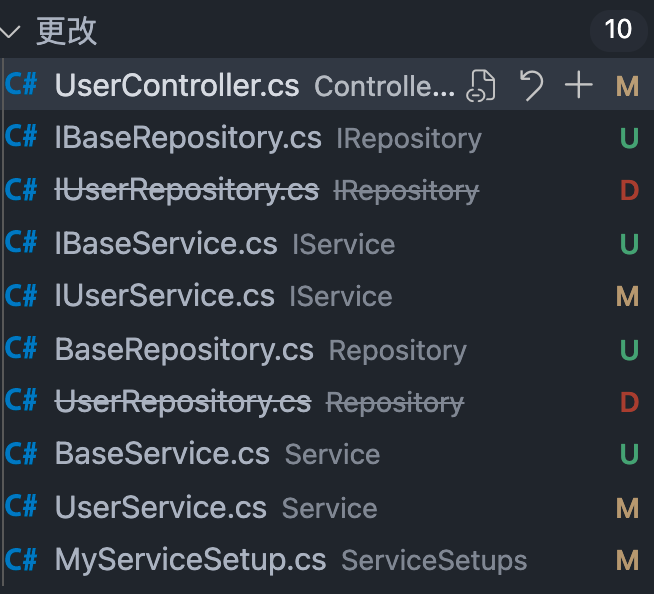 更改 10
C# UserController.cs Controlle... M
C# IBaseRepository.cs IRepository U
C# IUserRepository.cs IRepository D
C# IBaseService.cs IService U
C# IUserService.cs IService M
C# BaseRepository.cs Repository U
C# UserRepository.cs Repository D
C# BaseService.cs Service U
C# UserService.cs Service M
C# MyServiceSetup.cs ServiceSetups M